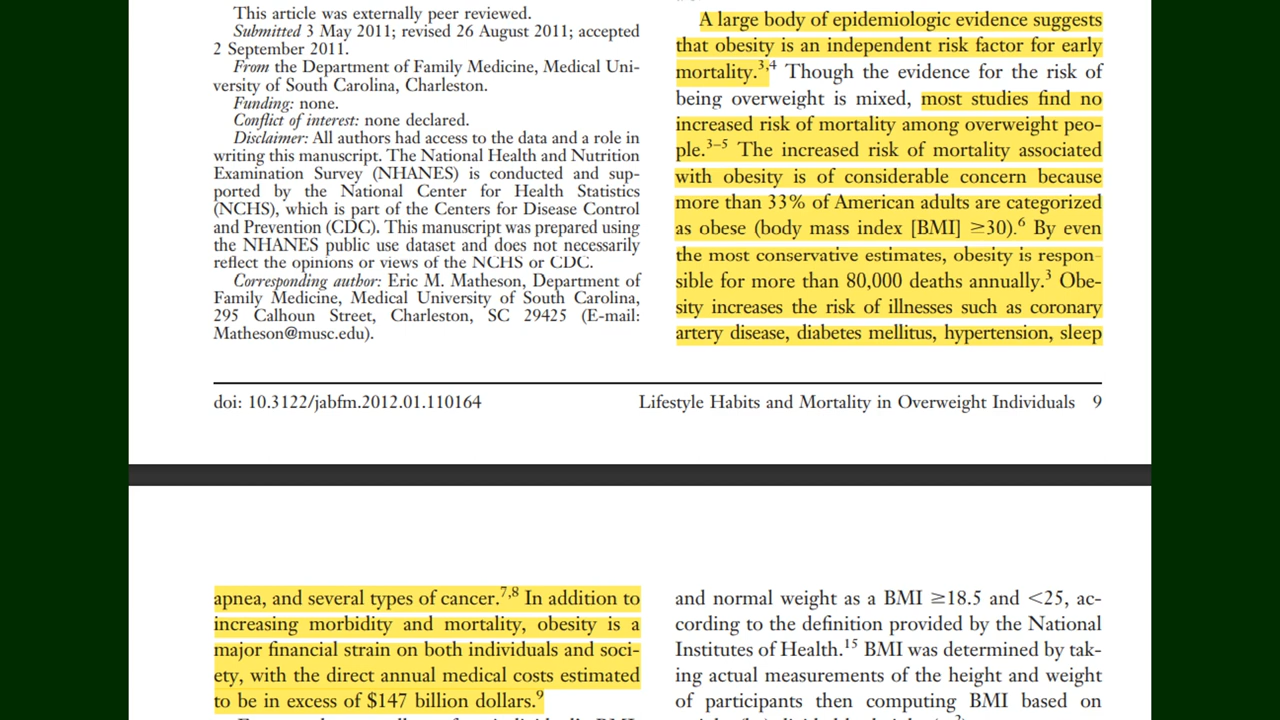 This article was externally peer reviewed.
Submitted 3 May 2011; revised 26 August 2011; accepted
2 September 2011.
From the Department of Family Medicine, Medical Uni-
versity of South Carolina, Charleston.
Funding: none.
Conflict of interest: none declared.
Disclaimer: All authors had access to the data and a role in
writing this manuscript. The National Health and Nutrition
Examination Survey (NHANES) is conducted and sup-
ported by the National Center for Health Statistics
(NCHS), which is part of the Centers for Disease Control
and Prevention (CDC). This manuscript was prepared using
the NHANES public use dataset and does not necessarily
reflect the opinions or views of the NCHS or CDC.
Corresponding author: Eric M. Matheson, Department of
Family Medicine, Medical University of South Carolina,
295 Calhoun Street, Charleston, SC 29425 (E-mail:
Matheson@musc.edu).
A large body of epidemiologic evidence suggests
that obesity is an independent risk factor for early
mortality.3,4 Though the evidence for the risk of
being overweight is mixed, most studies find no
increased risk of mortality among overweight peo-
ple.3–5 The increased risk of mortality associated
with obesity is of considerable concern because
more than 33% of American adults are categorized
as obese (body mass index [BMI] ≥30).6 By even
the most conservative estimates, obesity is respon-
sible for more than 80,000 deaths annually.3 Obe-
sity increases the risk of illnesses such as coronary
artery disease, diabetes mellitus, hypertension, sleep
doi: 10.3122/jabfm.2012.01.110164
Lifestyle Habits and Mortality in Overweight Individuals 9
apnea, and several types of cancer.7,8 In addition to
increasing morbidity and mortality, obesity is a
major financial strain on both individuals and soci-
ety, with the direct annual medical costs estimated
to be in excess of $147 billion dollars.9
and normal weight as a BMI ≥18.5 and <25, ac-
cording to the definition provided by the National
Institutes of Health.15 BMI was determined by tak-
ing actual measurements of the height and weight
of participants then computing BMI based on